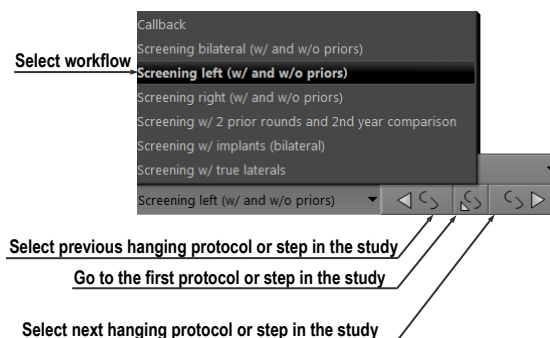 Callback
Screening bilateral (w/ and w/o priors)
Select workflow
Screening left (w/ and w/o priors)
Screening right (w/ and w/o priors)
Screening w/ 2 prior rounds and 2nd year comparison
Screening w/ implants (bilateral)
Screening w/ true laterals
Screening left (w/ and w/o priors)
Select previous hanging protocol or step in the study
Go to the first protocol or step in the study
Select next hanging protocol or step in the study